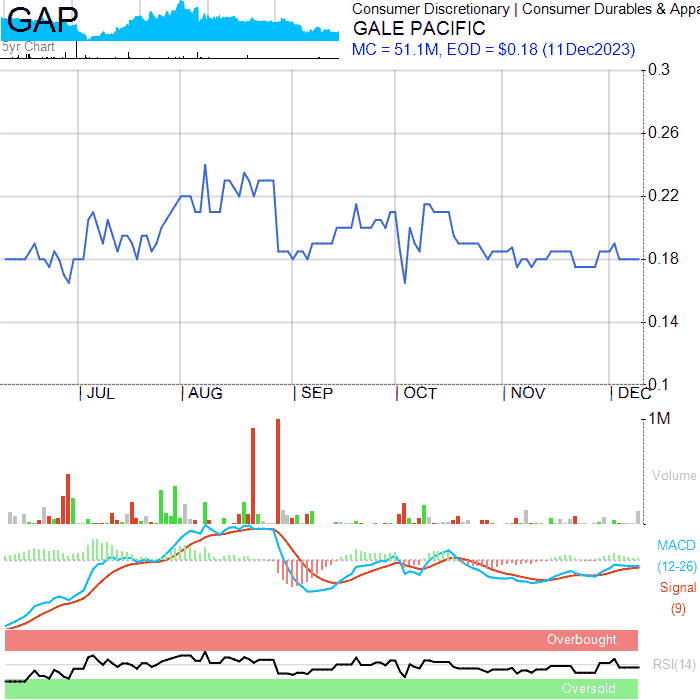 GAP
5yr Chart
Consumer Discretionary | Consumer Durables & Appa
GALE PACIFIC
MC = 51.1M, EOD = $0.18 (11Dec2023)
0.3
0.26
0.22
0.18
0.14
0.1
JUL
AUG
SEP
OCT
NOV
DEC
1M
Volume
MACD
(12-26)
Signal
(9)
Overbought
RSI(14)
Oversold